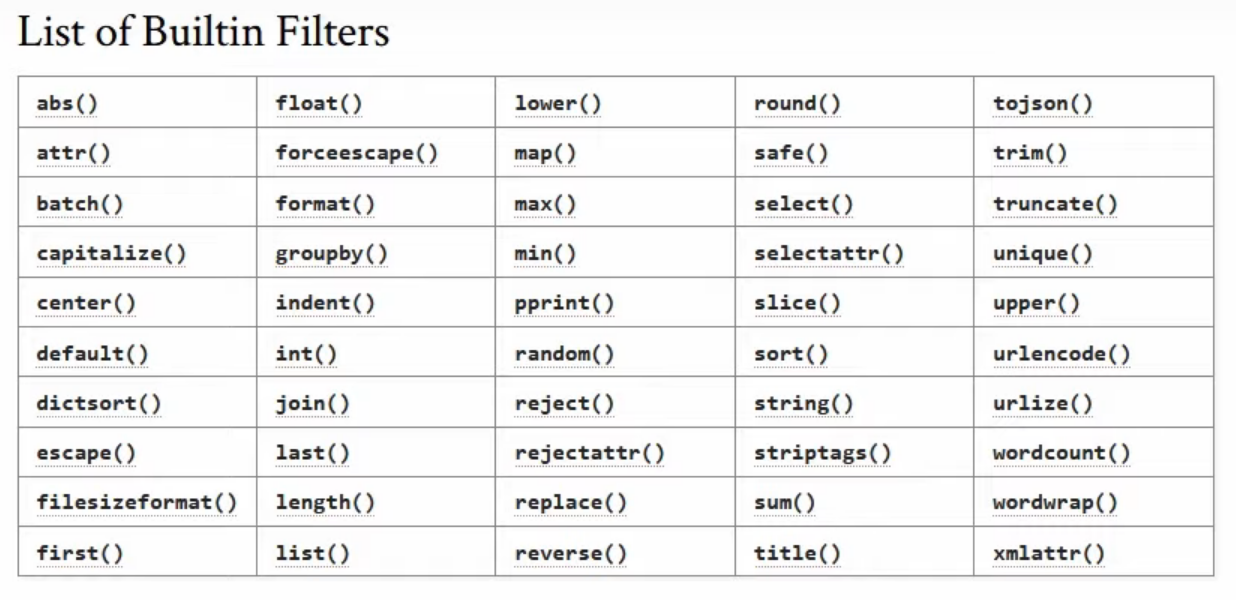 List of Builtin Filters
abs() float() lower() round() tojson()
attr() forceescape() map() safe() trim()
batch() format() max() select() truncate()
capitalize() groupby() min() selectattr() unique()
center() indent() pprint() slice() upper()
default() int() random() sort() urlencode()
dictsort() join() reject() string() urlize()
escape() last() rejectattr() striptags() wordcount()
filesizeformat() length() replace() sum() wordwrap()
first() list() reverse() title() xmlattr()